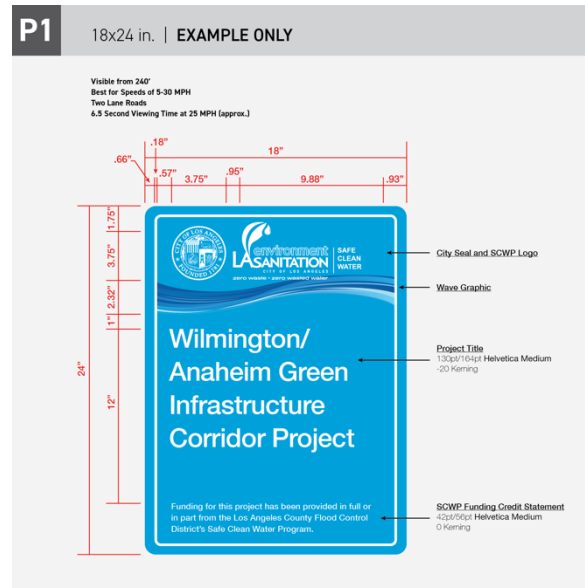 P1
18x24 in. | EXAMPLE ONLY
Visible from 240'
Best for Speeds of 5-30 MPH
Two Lane Roads
6.5 Second Viewing Time at 25 MPH (approx.)
.18"
18"
.66"
.57"
3.75"
.95"
9.88"
.93"
1.75"
3.75"
2.32"
1"
12"
24"
CITY OF LOS ANGELES
FOUNDED 1781
environment
LASANITATION
CITY OF LOS ANGELES
zero waste • zero wasted water
SAFE
CLEAN
WATER
City Seal and SCWP Logo
Wave Graphic
Wilmington/
Anaheim Green
Infrastructure
Corridor Project
Project Title
130pt/164pt Helvetica Medium
-20 Kerning
Funding for this project has been provided in full or
in part from the Los Angeles County Flood Control
District's Safe Clean Water Program.
SCWP Funding Credit Statement
42pt/56pt Helvetica Medium
0 Kerning